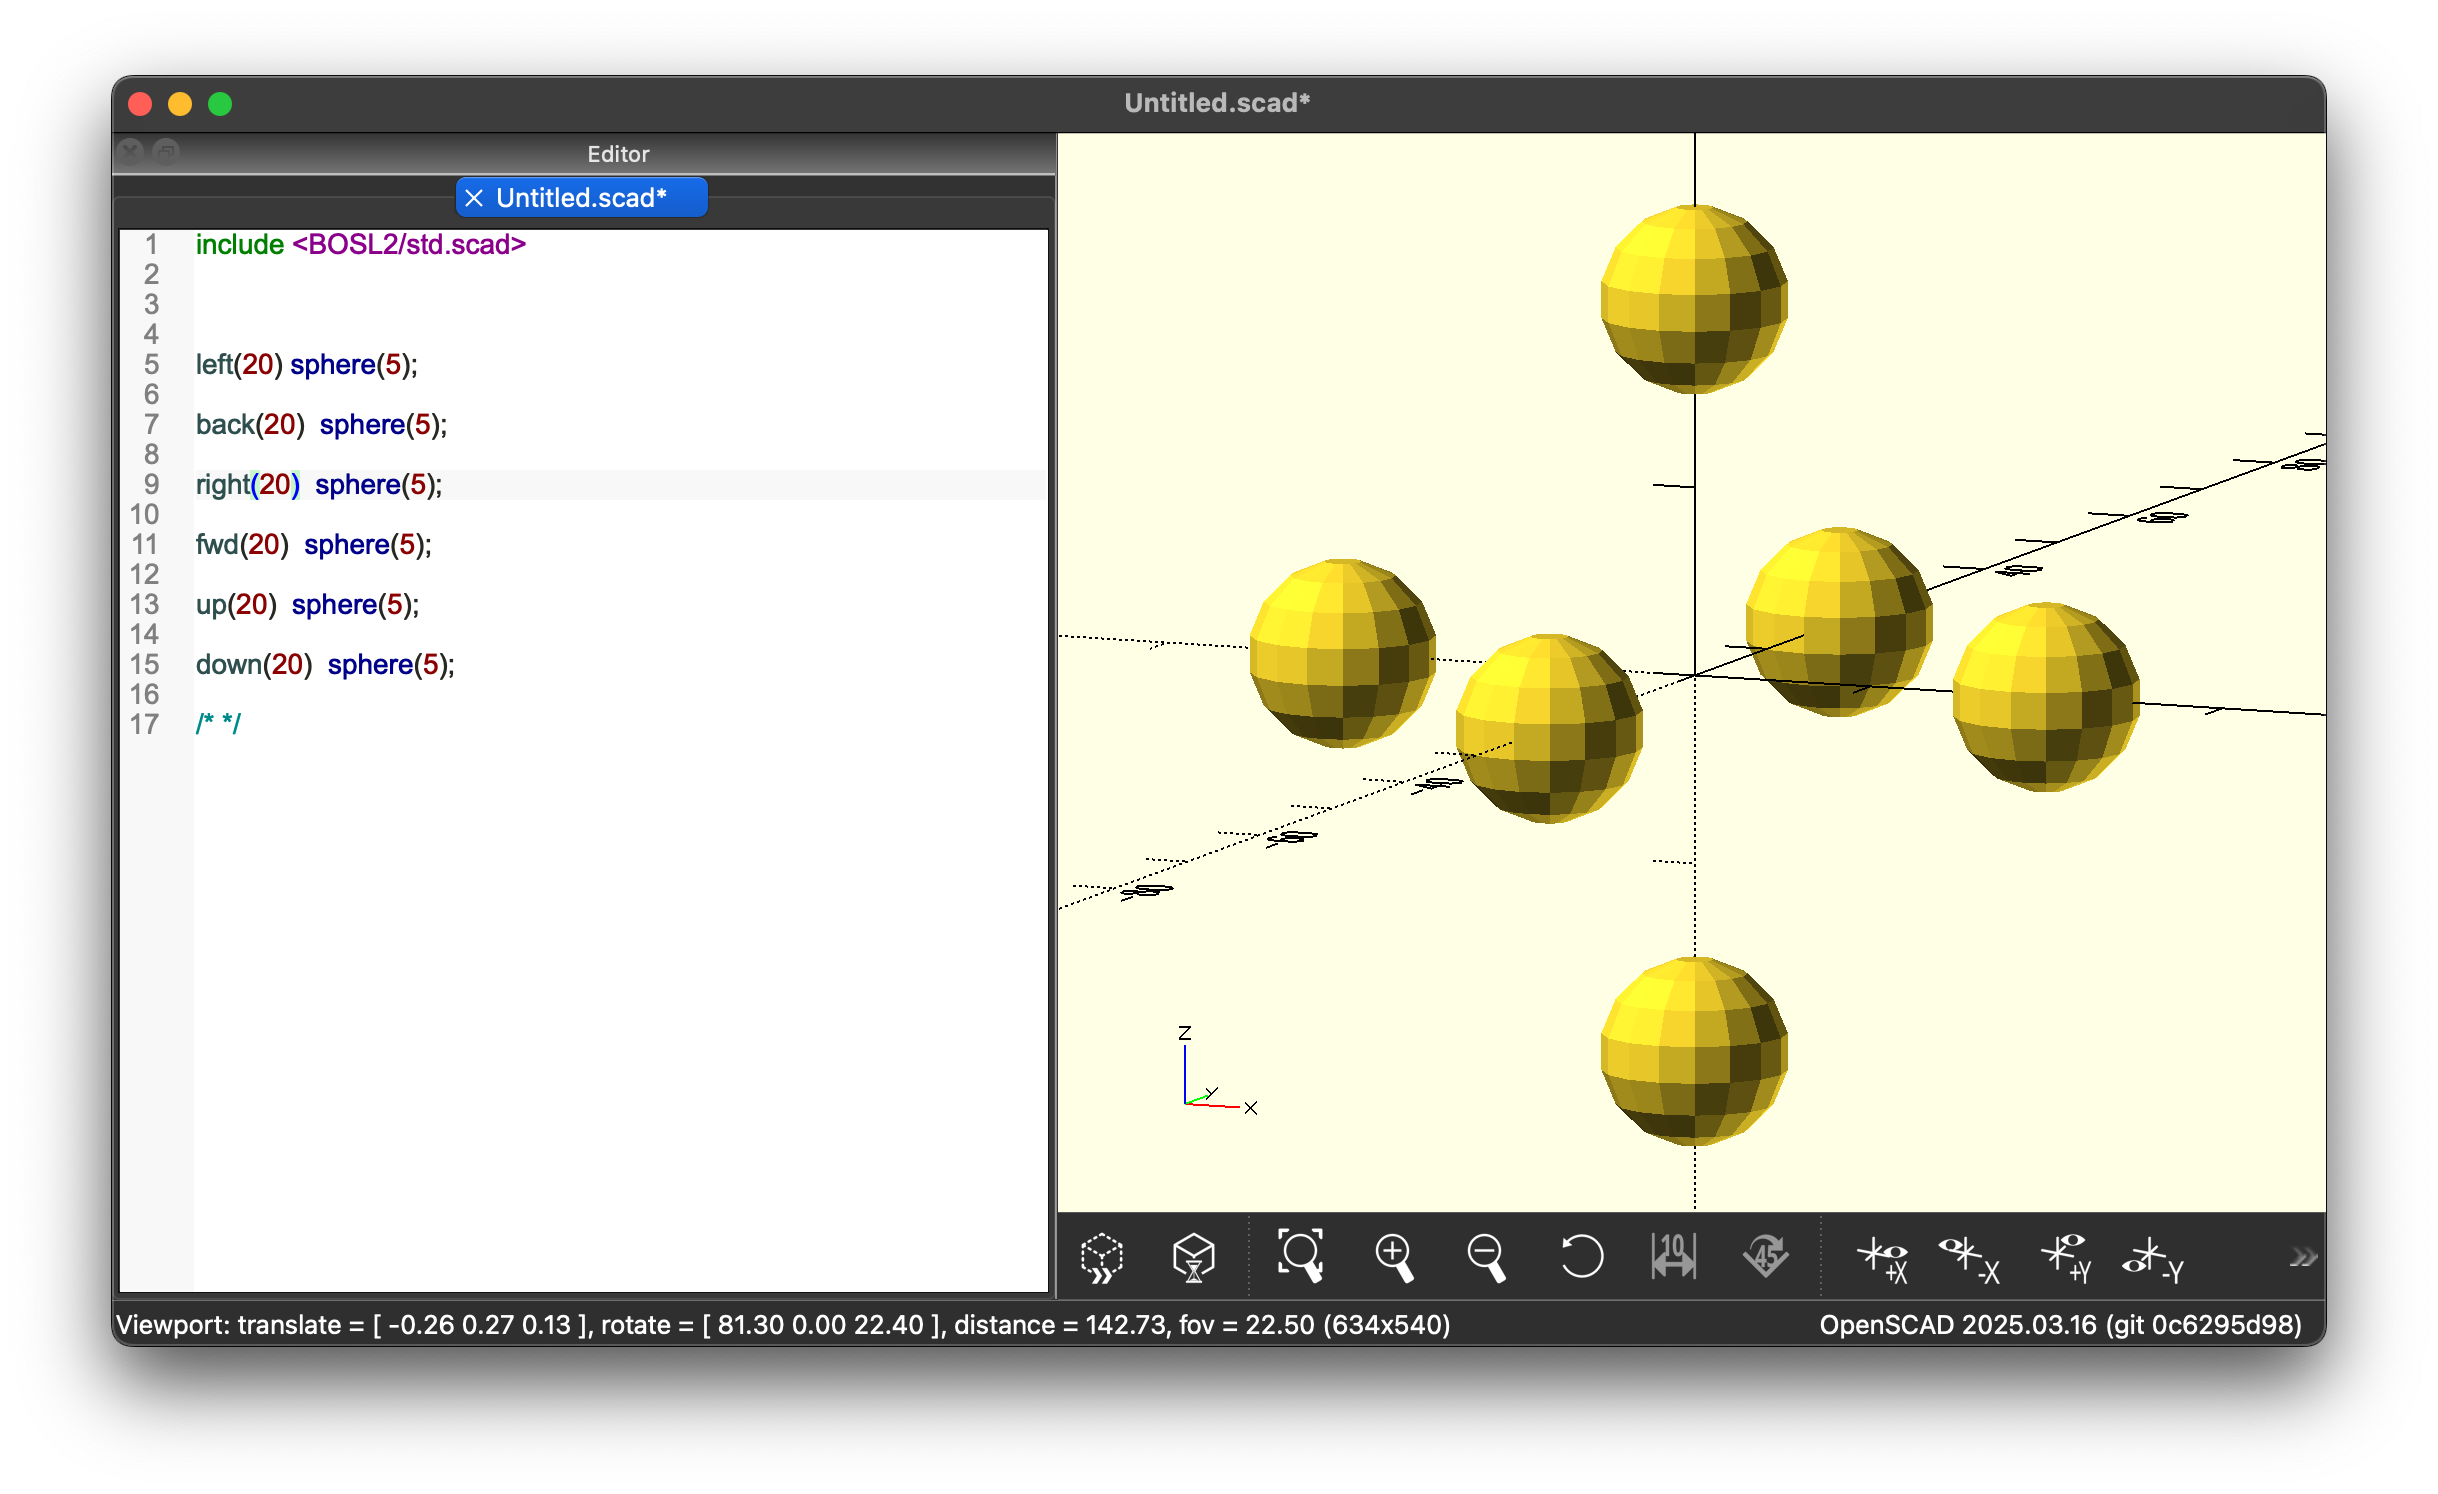 Untitled.scad*
Editor
Untitled.scad*
1 include <BOSL2/std.scad>
2
3
4
5 left(20) sphere(5);
6
7 back(20)  sphere(5);
8
9 right(20)  sphere(5);
10
11 fwd(20)  sphere(5);
12
13 up(20)  sphere(5);
14
15 down(20)  sphere(5);
16
17 /* */
Z
Y
X
10
45
+X
-X
+Y
-Y
Viewport: translate = [ -0.26 0.27 0.13 ], rotate = [ 81.30 0.00 22.40 ], distance = 142.73, fov = 22.50 (634x540)
OpenSCAD 2025.03.16 (git 0c6295d98)